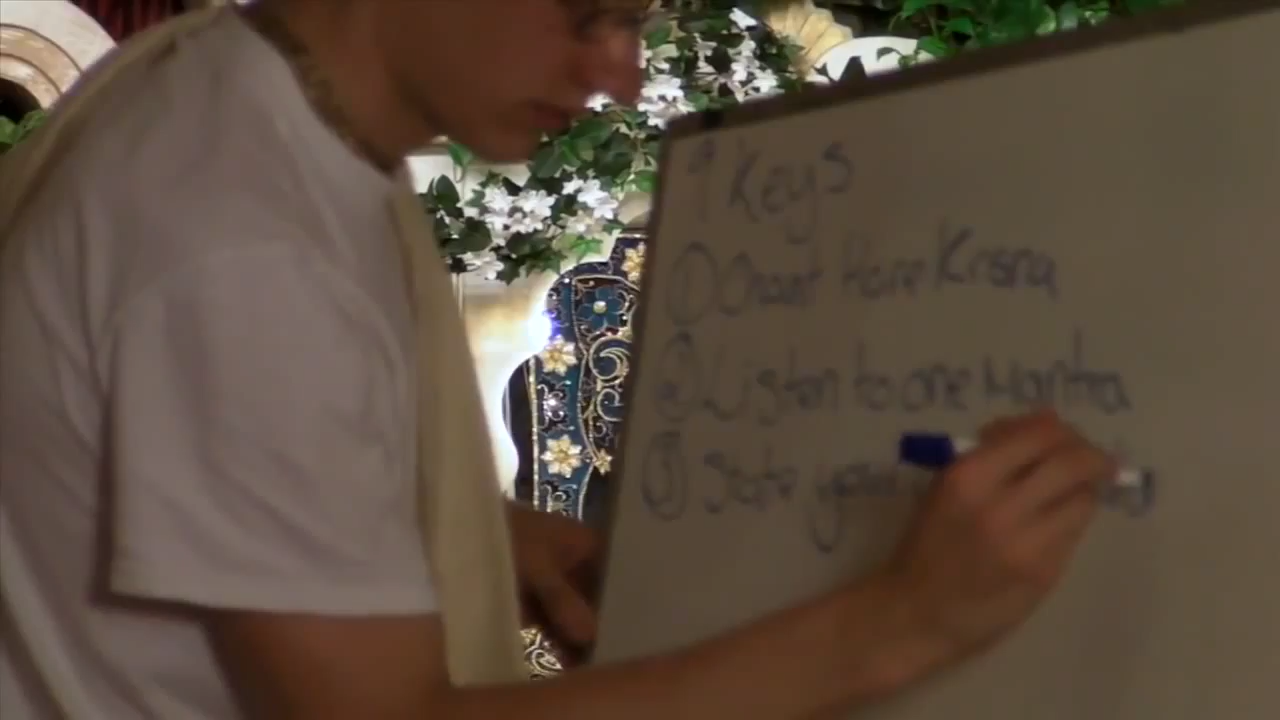 Keys
① Chant Hare Krsna
② Listen to one Mantra
③ State your